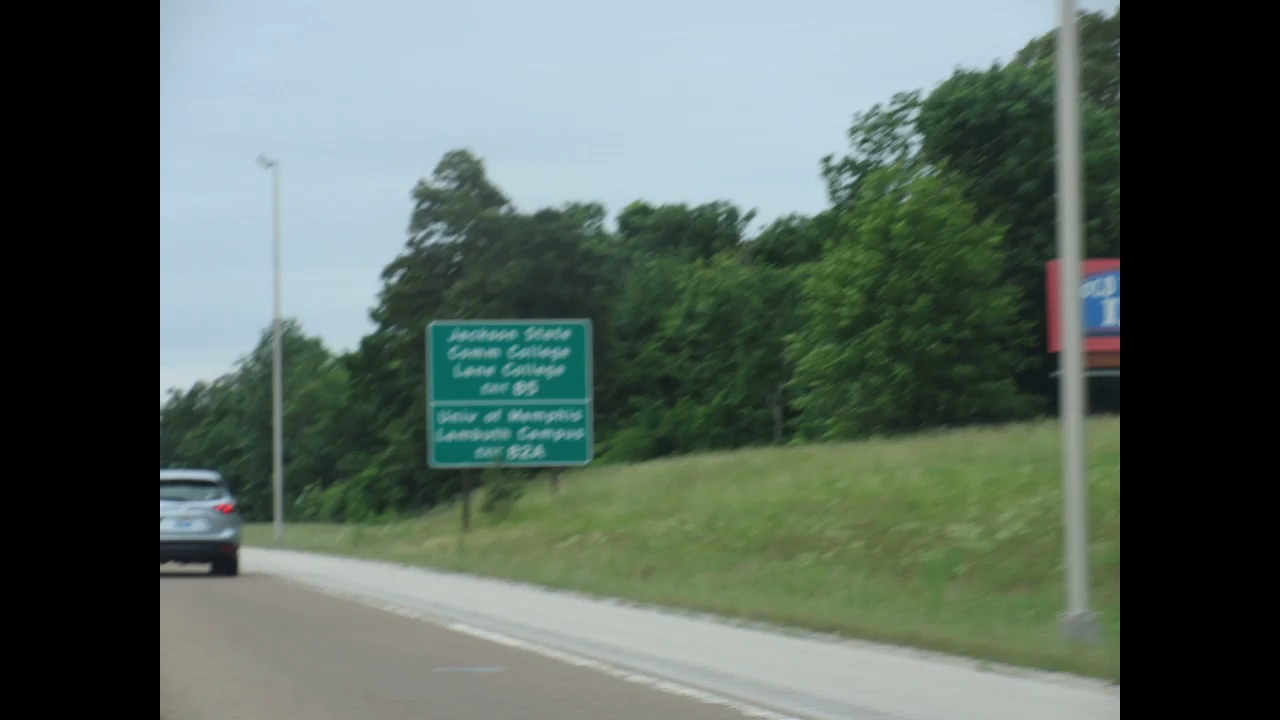 Jackson State
Comm College
Lane College
EXIT 85
Univ of Memphis
Lambuth Campus
EXIT 82A